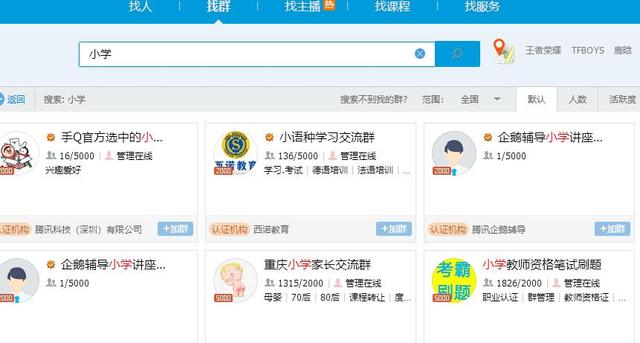 找人 | 找群 | 找主播 热 | 找课程 | 找服务
小学
王者荣耀 TFBOYS 鹿晗
返回 搜索: 小学 搜索不到我的群? 范围: 全国 默认 人数 活跃度
手Q官方选中的小...
16/5000 管理在线
兴趣爱好
2000
认证机构 腾讯科技（深圳）有限公司 +加群
小语种学习交流群
136/5000 管理在线
学习.考试 德语培训 法语培训 ...
西诺教育
2000
认证机构 西诺教育 +加群
企鹅辅导小学讲座...
1/5000
2000
认证机构 腾讯企鹅辅导 +加群
企鹅辅导小学讲座...
1/5000
2000
重庆小学家长交流群
1315/2000 管理在线
母婴 70后 80后 课程转让 度...
5000
小学教师资格笔试刷题
1826/2000 管理在线
职业认证 群管理 教师资格证 ...
考霸
刷题
5000